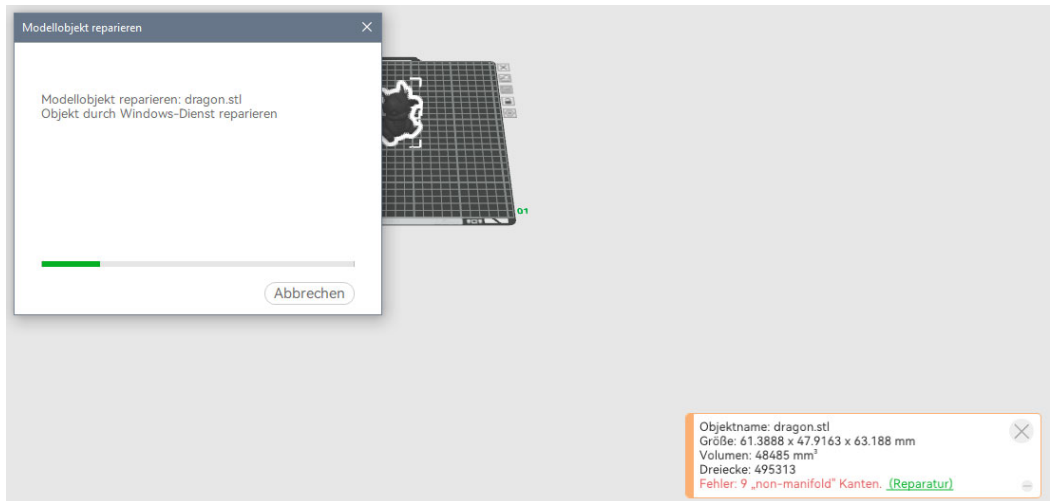 Modellobjekt reparieren
Modellobjekt reparieren: dragon.stl
Objekt durch Windows-Dienst reparieren
Abbrechen
01
Objektname: dragon.stl
Größe: 61.3888 x 47.9163 x 63.188 mm
Volumen: 48485 mm³
Dreiecke: 495313
Fehler: 9 „non-manifold" Kanten. (Reparatur)